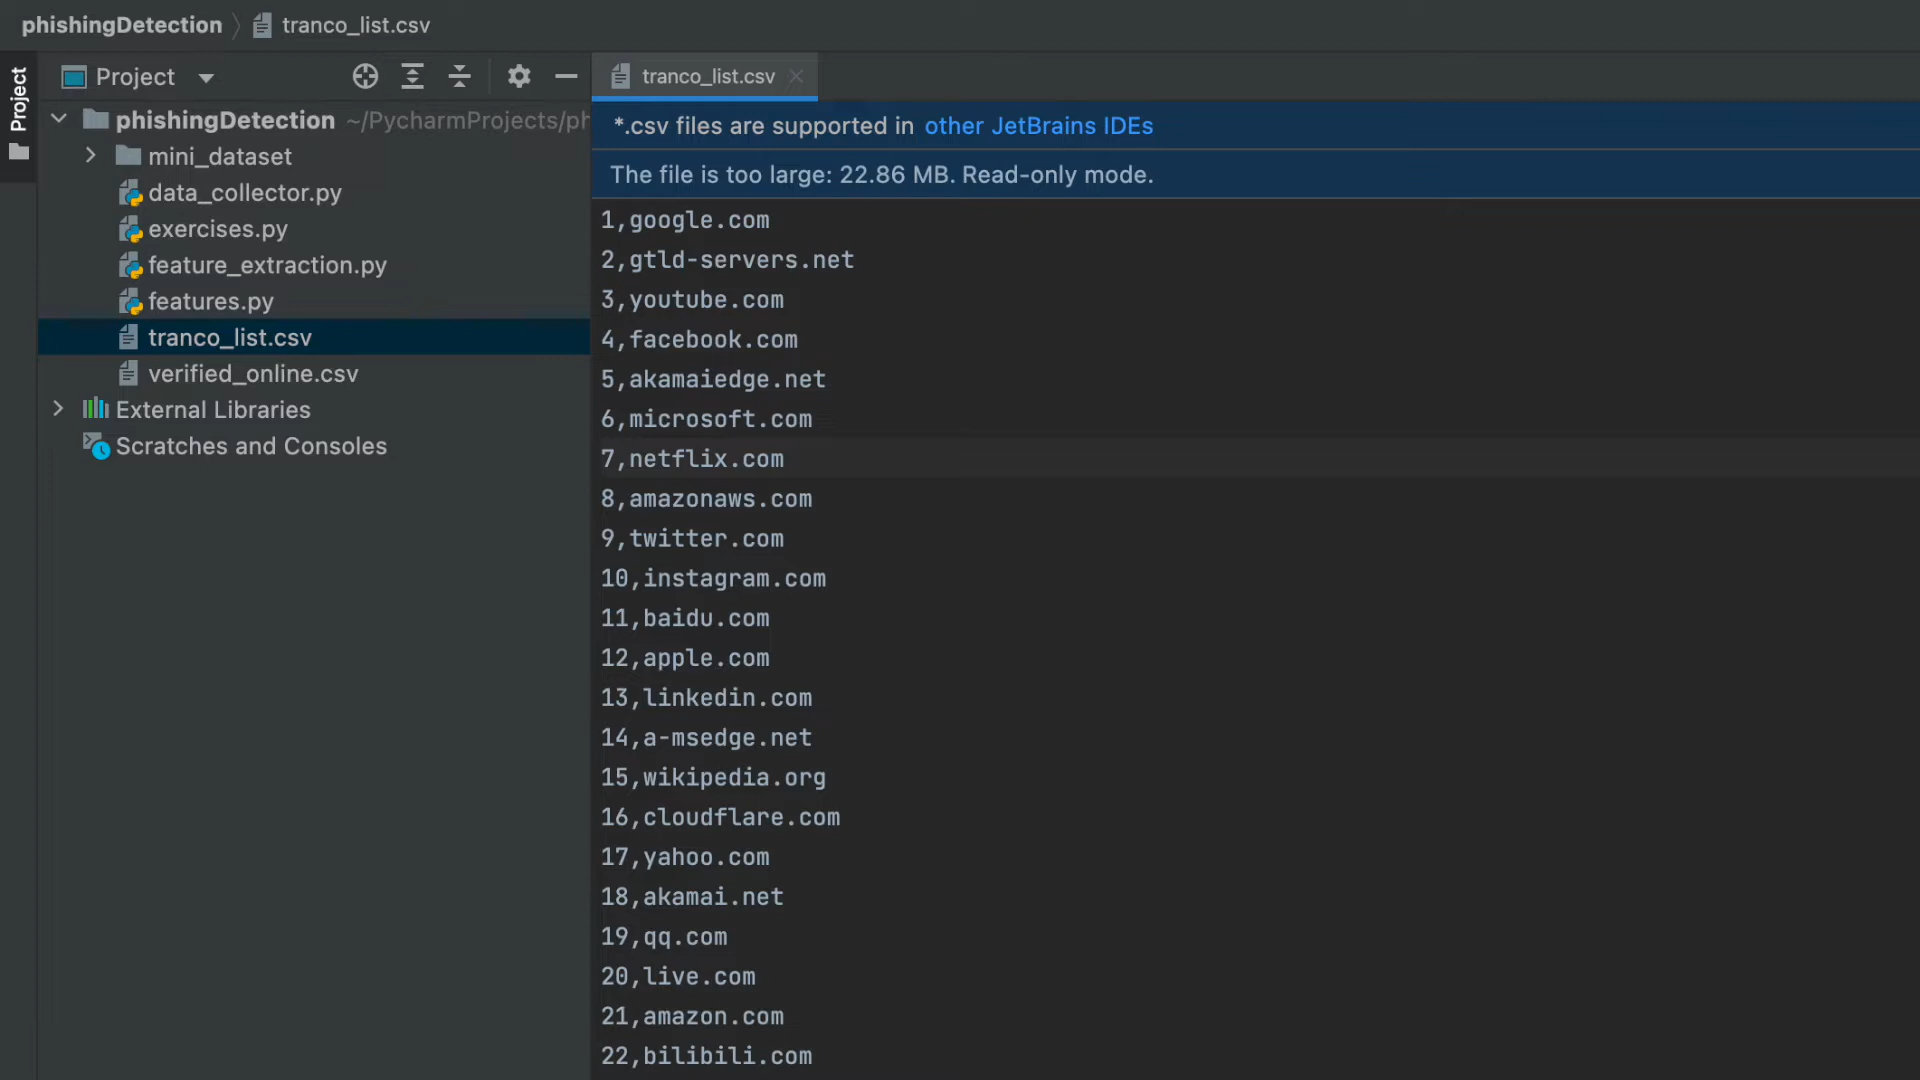 phishingDetection tranco_list.csv
Project
Project
tranco_list.csv
phishingDetection ~/PycharmProjects/ph
mini_dataset
data_collector.py
exercises.py
feature_extraction.py
features.py
tranco_list.csv
verified_online.csv
External Libraries
Scratches and Consoles
*.csv files are supported in other JetBrains IDEs
The file is too large: 22.86 MB. Read-only mode.
1,google.com
2,gtld-servers.net
3,youtube.com
4,facebook.com
5,akamaiedge.net
6,microsoft.com
7,netflix.com
8,amazonaws.com
9,twitter.com
10,instagram.com
11,baidu.com
12,apple.com
13,linkedin.com
14,a-msedge.net
15,wikipedia.org
16,cloudflare.com
17,yahoo.com
18,akamai.net
19,qq.com
20,live.com
21,amazon.com
22,bilibili.com